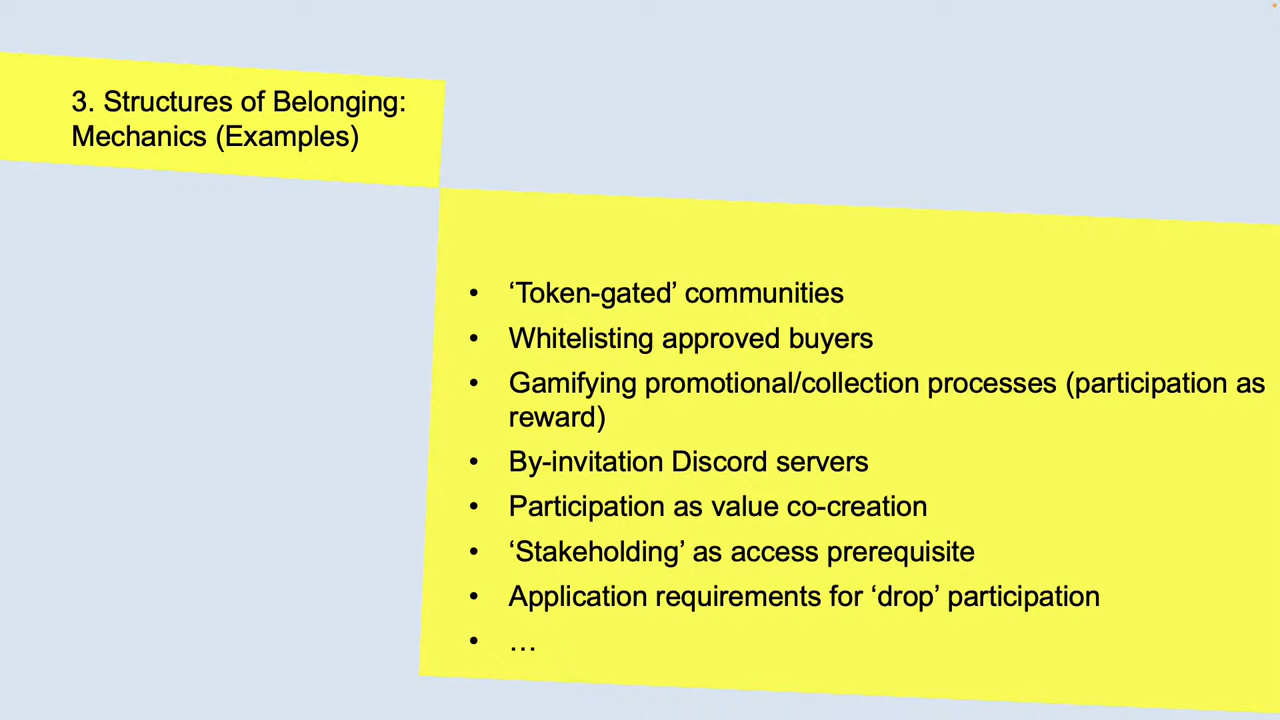 3. Structures of Belonging:
Mechanics (Examples)
• ‘Token-gated’ communities
• Whitelisting approved buyers
• Gamifying promotional/collection processes (participation as
reward)
• By-invitation Discord servers
• Participation as value co-creation
• ‘Stakeholding’ as access prerequisite
• Application requirements for ‘drop’ participation
• …